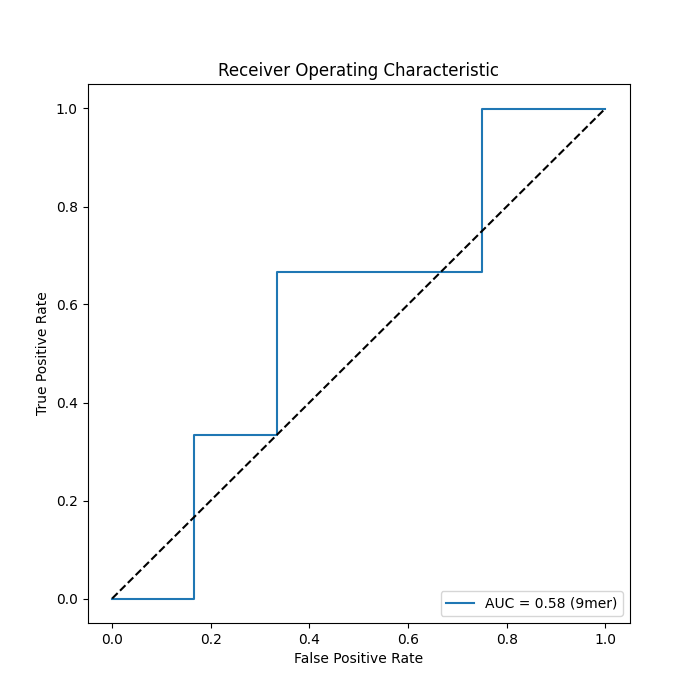 Receiver Operating Characteristic
1.0
0.8
0.6
0.4
0.2
0.0
True Positive Rate
AUC = 0.58 (9mer)
0.0 0.2 0.4 0.6 0.8 1.0
False Positive Rate